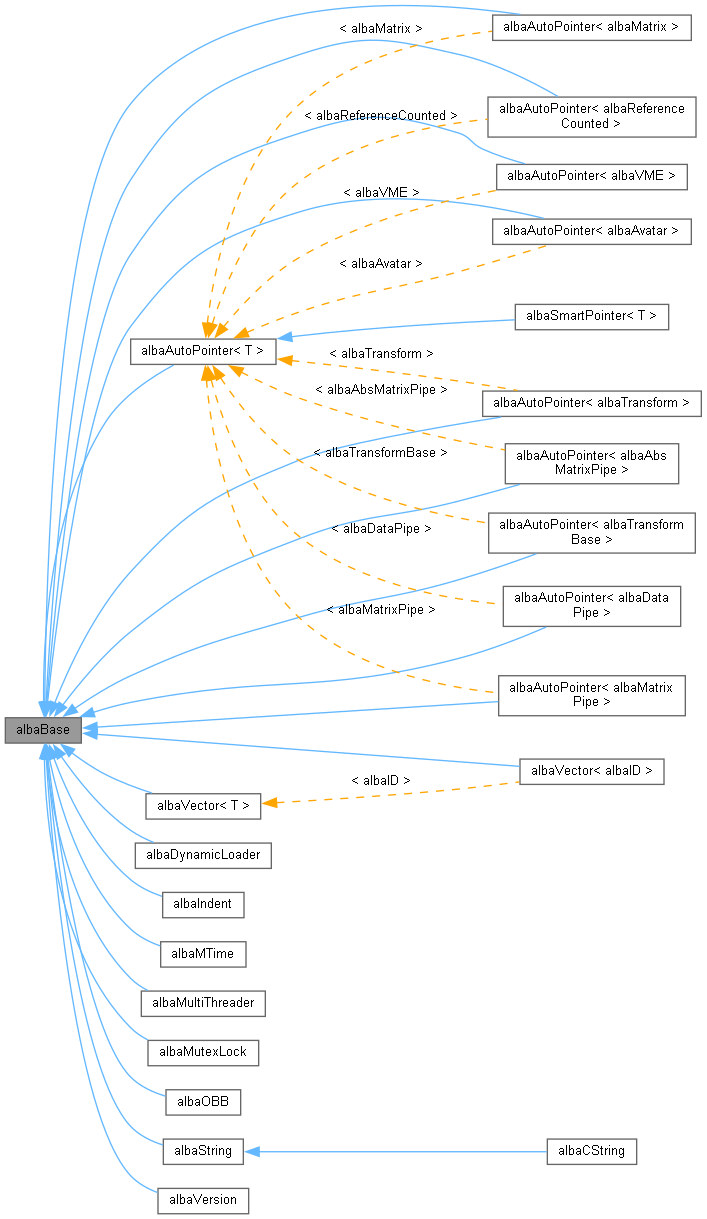 albaAutoPointer< albaMatrix >
< albaMatrix >
albaAutoPointer< albaReference
Counted >
< albaReferenceCounted >
albaAutoPointer< albaVME >
< albaVME >
albaAutoPointer< albaAvatar >
< albaAvatar >
albaSmartPointer< T >
albaAutoPointer< T >
< albaTransform >
albaAutoPointer< albaTransform >
< albaAbsMatrixPipe >
albaAutoPointer< albaAbs
MatrixPipe >
< albaTransformBase >
albaAutoPointer< albaTransform
Base >
< albaDataPipe >
albaAutoPointer< albaData
Pipe >
< albaMatrixPipe >
albaAutoPointer< albaMatrix
Pipe >
albaBase
albaVector< albaID >
< albaID >
albaVector< T >
albaDynamicLoader
albaIndent
albaMTime
albaMultiThreader
albaMutexLock
albaOBB
albaString
albaCString
albaVersion